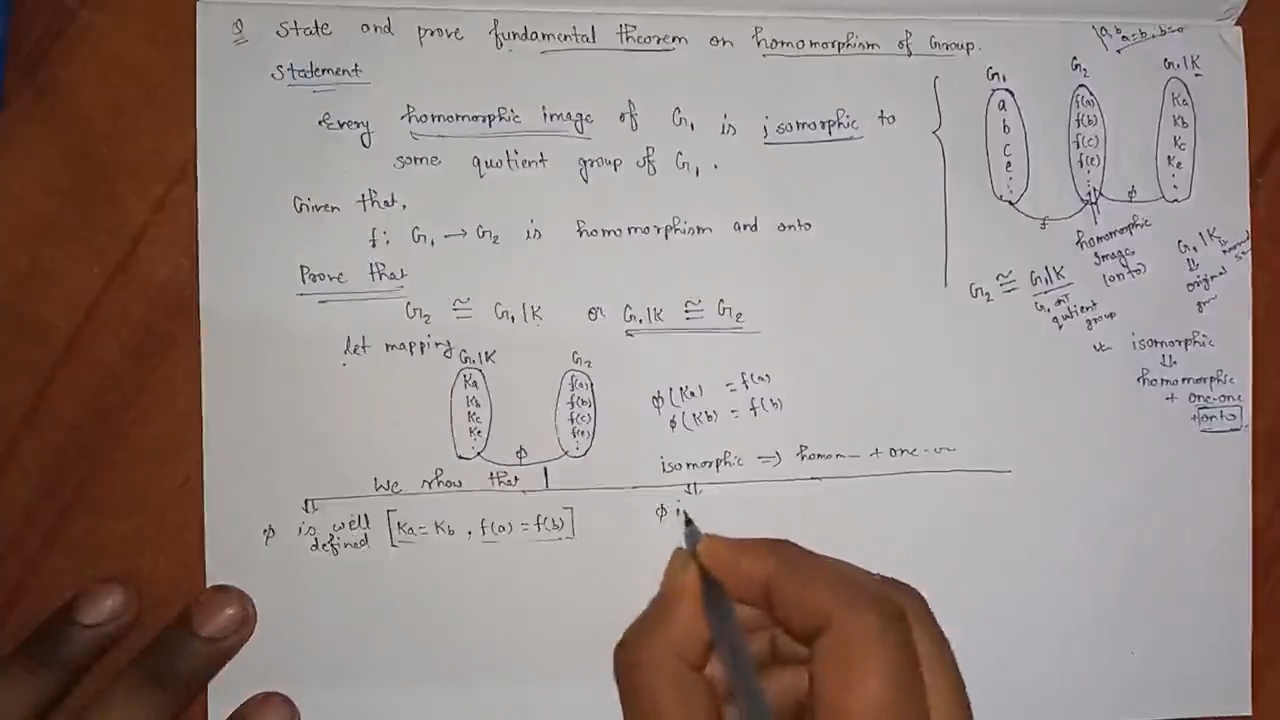 Q State and prove fundamental theorem on homomorphism of Group.
Statement
Every homomorphic image of G₁ is isomorphic to
some quotient group of G₁.
Given that,
f: G₁ → G₂ is homomorphism and onto
Prove that
G₂ ≅ G₁/K or G₁/K ≅ G₂
let mapping
G₁/K G₂
Ka f(a)
Kb f(b)
Kc f(c)
Ke f(e)
⋮ ⋮
φ
φ(Ka) = f(a)
φ(Kb) = f(b)
isomorphic ⇒ homom + one-
We show that
φ is well
defined [Ka = Kb, f(a) = f(b)]
φ i
a=b, b=
G₁ G₂ G₁/K
a f(a) Ka
b f(b) Kb
c f(c) Kc
e f(e) Ke
⋮ ⋮ ⋮
f φ
homomorphic
Image
(onto)
G₂ ≅ G₁/K
G₁
quotient
group
G₁/K
⇓
original
isomorphic
⇓
homomorphic
+ one-one
+onto